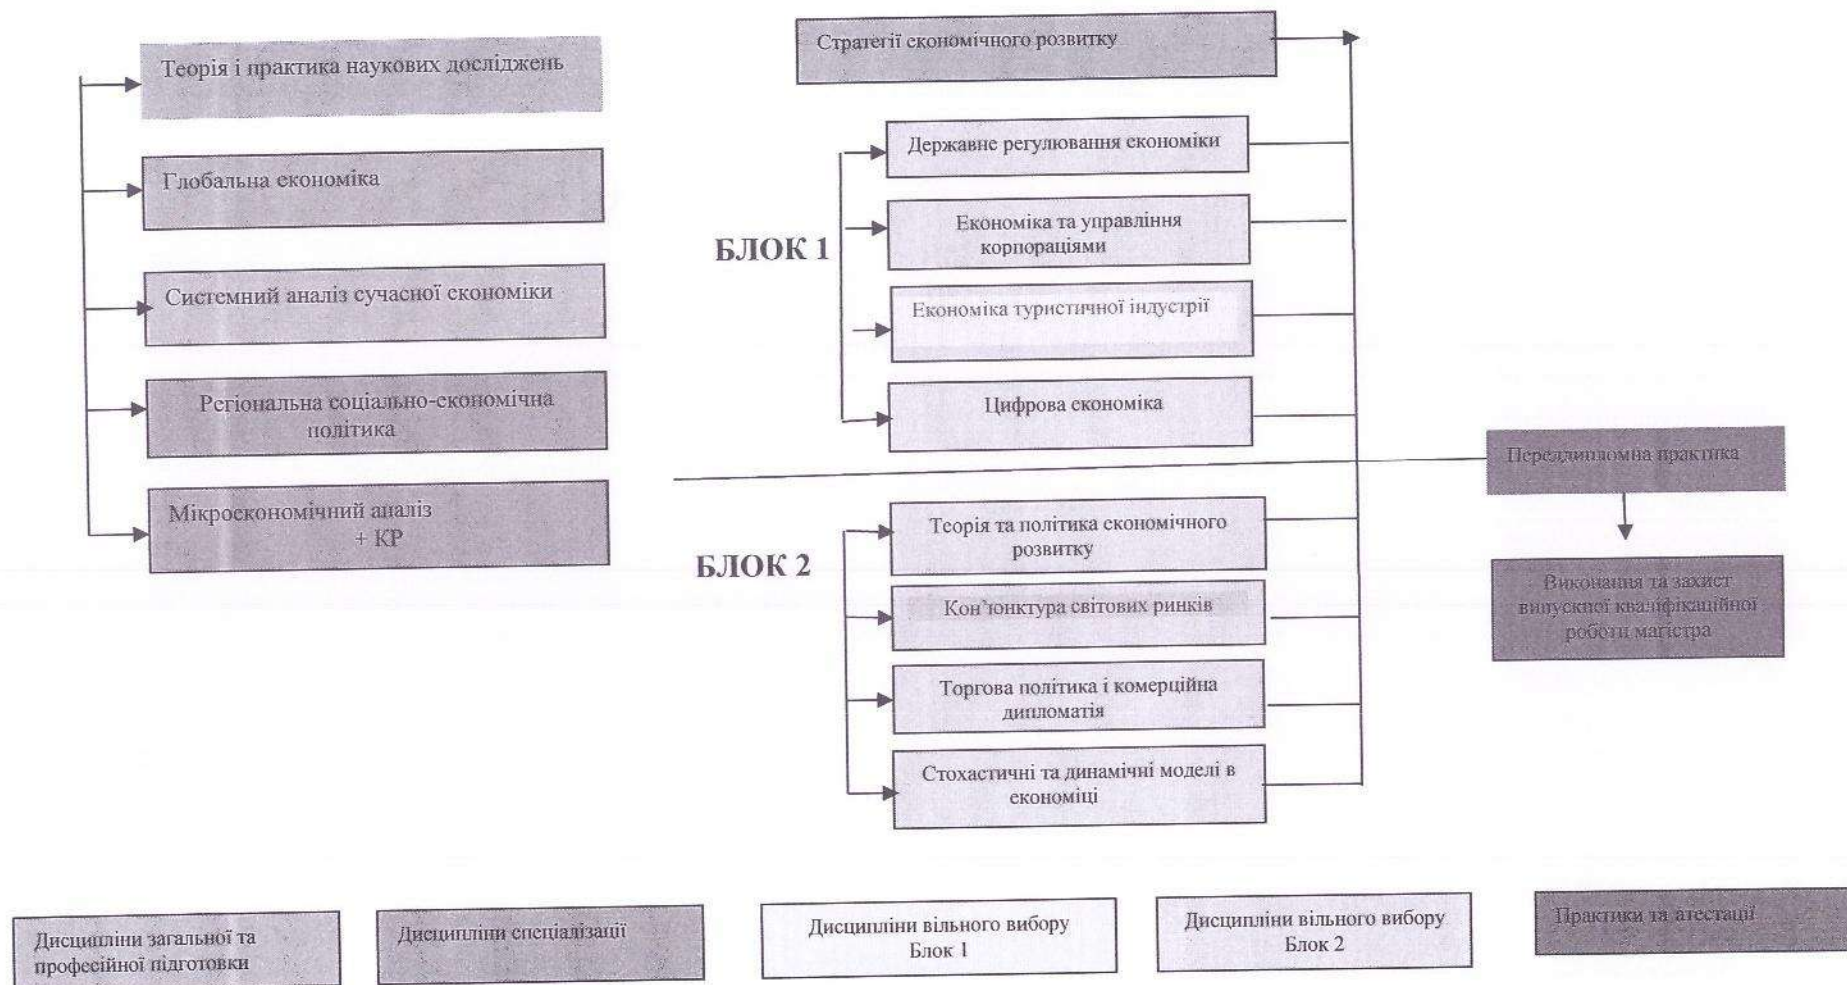 Теорія і практика наукових досліджень
Глобальна економіка
Системний аналіз сучасної економіки
Регіональна соціально-економічна
політика
Мікроекономічний аналіз
+ КР
Стратегії економічного розвитку
БЛОК 1
Державне регулювання економіки
Економіка та управління
корпораціями
Економіка туристичної індустрії
Цифрова економіка
БЛОК 2
Теорія та політика економічного
розвитку
Кон'юнктура світових ринків
Торгова політика і комерційна
дипломатія
Стохастичні та динамічні моделі в
економіці
Переддипломна практика
Виконання та захист
випускної кваліфікаційної
роботи магістра
Дисципліни загальної та
професійної підготовки
Дисципліни спеціалізації
Дисципліни вільного вибору
Блок 1
Дисципліни вільного вибору
Блок 2
Практики та атестації